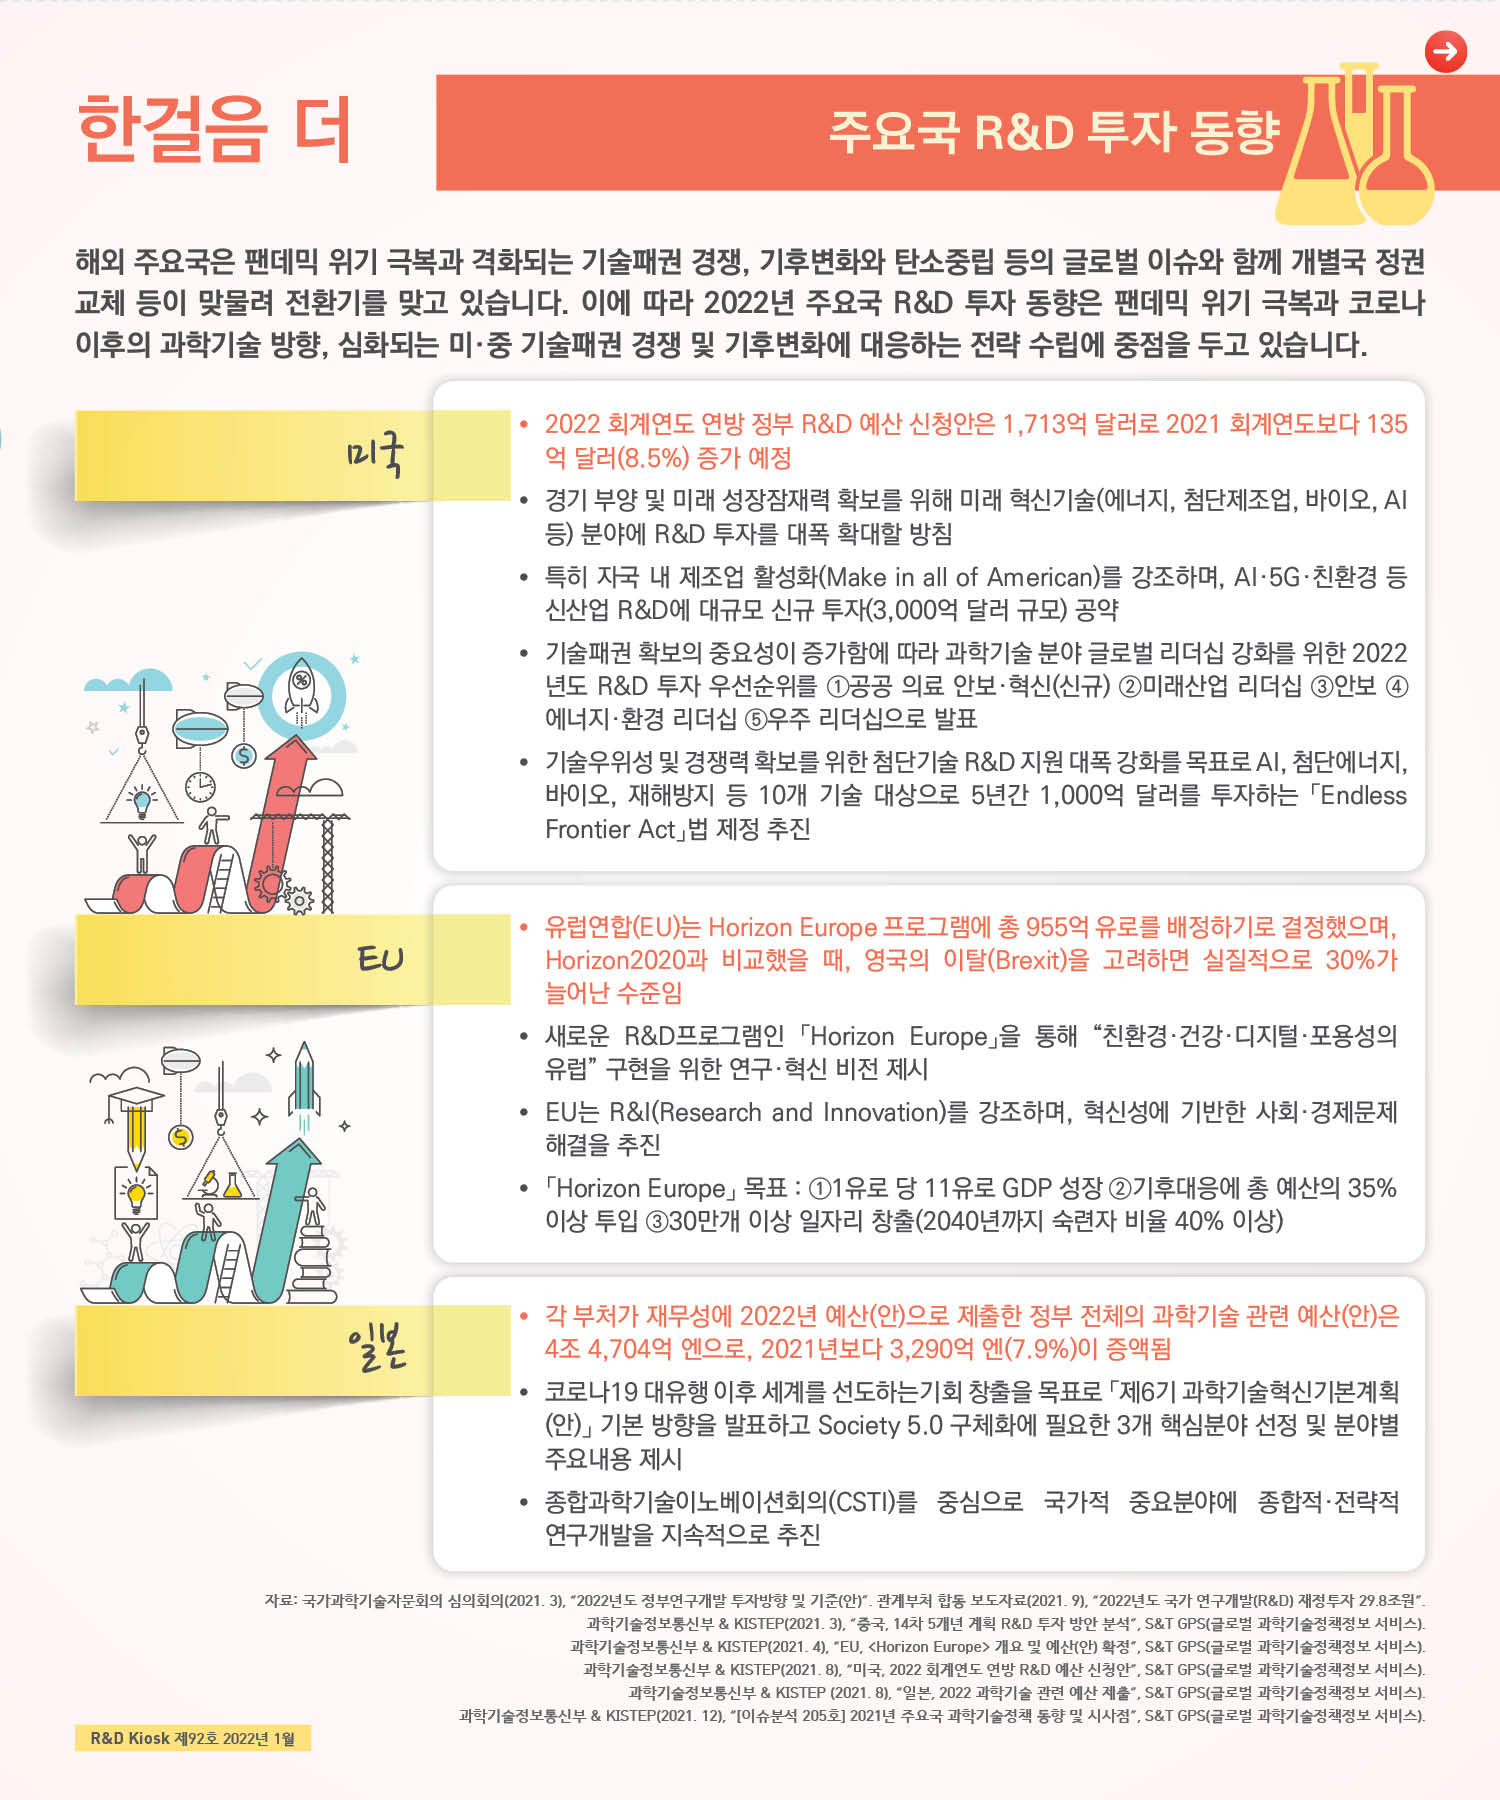 한걸음 더
주요국 R&D 투자 동향
해외 주요국은 팬데믹 위기 극복과 격화되는 기술패권 경쟁, 기후변화와 탄소중립 등의 글로벌 이슈와 함께 개별국 정권
교체 등이 맞물려 전환기를 맞고 있습니다. 이에 따라 2022년 주요국 R&D 투자 동향은 팬데믹 위기 극복과 코로나
이후의 과학기술 방향, 심화되는 미·중 기술패권 경쟁 및 기후변화에 대응하는 전략 수립에 중점을 두고 있습니다.
미국
• 2022 회계연도 연방 정부 R&D 예산 신청안은 1,713억 달러로 2021 회계연도보다 135
억 달러(8.5%) 증가 예정
• 경기 부양 및 미래 성장잠재력 확보를 위해 미래 혁신기술(에너지, 첨단제조업, 바이오, AI
등) 분야에 R&D 투자를 대폭 확대할 방침
• 특히 자국 내 제조업 활성화(Make in all of American)를 강조하며, AI·5G·친환경 등
신산업 R&D에 대규모 신규 투자(3,000억 달러 규모) 공약
• 기술패권 확보의 중요성이 증가함에 따라 과학기술 분야 글로벌 리더십 강화를 위한 2022
년도 R&D 투자 우선순위를 ①공공 의료 안보·혁신(신규) ②미래산업 리더십 ③안보 ④
에너지·환경 리더십 ⑤우주 리더십으로 발표
• 기술우위성 및 경쟁력 확보를 위한 첨단기술 R&D 지원 대폭 강화를 목표로 AI, 첨단에너지,
바이오, 재해방지 등 10개 기술 대상으로 5년간 1,000억 달러를 투자하는 「Endless
Frontier Act」법 제정 추진
%
$
EU
• 유럽연합(EU)는 Horizon Europe 프로그램에 총 955억 유로를 배정하기로 결정했으며,
Horizon2020과 비교했을 때, 영국의 이탈(Brexit)을 고려하면 실질적으로 30%가
늘어난 수준임
• 새로운 R&D프로그램인 「Horizon Europe」을 통해 “친환경·건강·디지털·포용성의
유럽” 구현을 위한 연구·혁신 비전 제시
• EU는 R&I(Research and Innovation)를 강조하며, 혁신성에 기반한 사회·경제문제
해결을 추진
• 「Horizon Europe」 목표 : ①1유로 당 11유로 GDP 성장 ②기후대응에 총 예산의 35%
이상 투입 ③30만개 이상 일자리 창출(2040년까지 숙련자 비율 40% 이상)
$
일본
• 각 부처가 재무성에 2022년 예산(안)으로 제출한 정부 전체의 과학기술 관련 예산(안)은
4조 4,704억 엔으로, 2021년보다 3,290억 엔(7.9%)이 증액됨
• 코로나19 대유행 이후 세계를 선도하는기회 창출을 목표로 「제6기 과학기술혁신기본계획
(안)」 기본 방향을 발표하고 Society 5.0 구체화에 필요한 3개 핵심분야 선정 및 분야별
주요내용 제시
• 종합과학기술이노베이션회의(CSTI)를 중심으로 국가적 중요분야에 종합적·전략적
연구개발을 지속적으로 추진
자료: 국가과학기술자문회의 심의회의(2021. 3), “2022년도 정부연구개발 투자방향 및 기준(안)”. 관계부처 합동 보도자료(2021. 9), “2022년도 국가 연구개발(R&D) 재정투자 29.8조원”.
과학기술정보통신부 & KISTEP(2021. 3), “중국, 14차 5개년 계획 R&D 투자 방안 분석”, S&T GPS(글로벌 과학기술정책정보 서비스).
과학기술정보통신부 & KISTEP(2021. 4), “EU, <Horizon Europe> 개요 및 예산(안) 확정”, S&T GPS(글로벌 과학기술정책정보 서비스).
과학기술정보통신부 & KISTEP(2021. 8), “미국, 2022 회계연도 연방 R&D 예산 신청안”, S&T GPS(글로벌 과학기술정책정보 서비스).
과학기술정보통신부 & KISTEP (2021. 8), “일본, 2022 과학기술 관련 예산 제출”, S&T GPS(글로벌 과학기술정책정보 서비스).
과학기술정보통신부 & KISTEP(2021. 12), “[이슈분석 205호] 2021년 주요국 과학기술정책 동향 및 시사점”, S&T GPS(글로벌 과학기술정책정보 서비스).
R&D Kiosk 제92호 2022년 1월